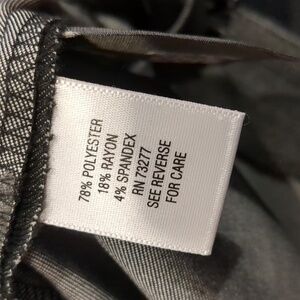 78% POLYESTER
18% RAYON
4% SPANDEX
RN 73277
SEE REVERSE
FOR CARE